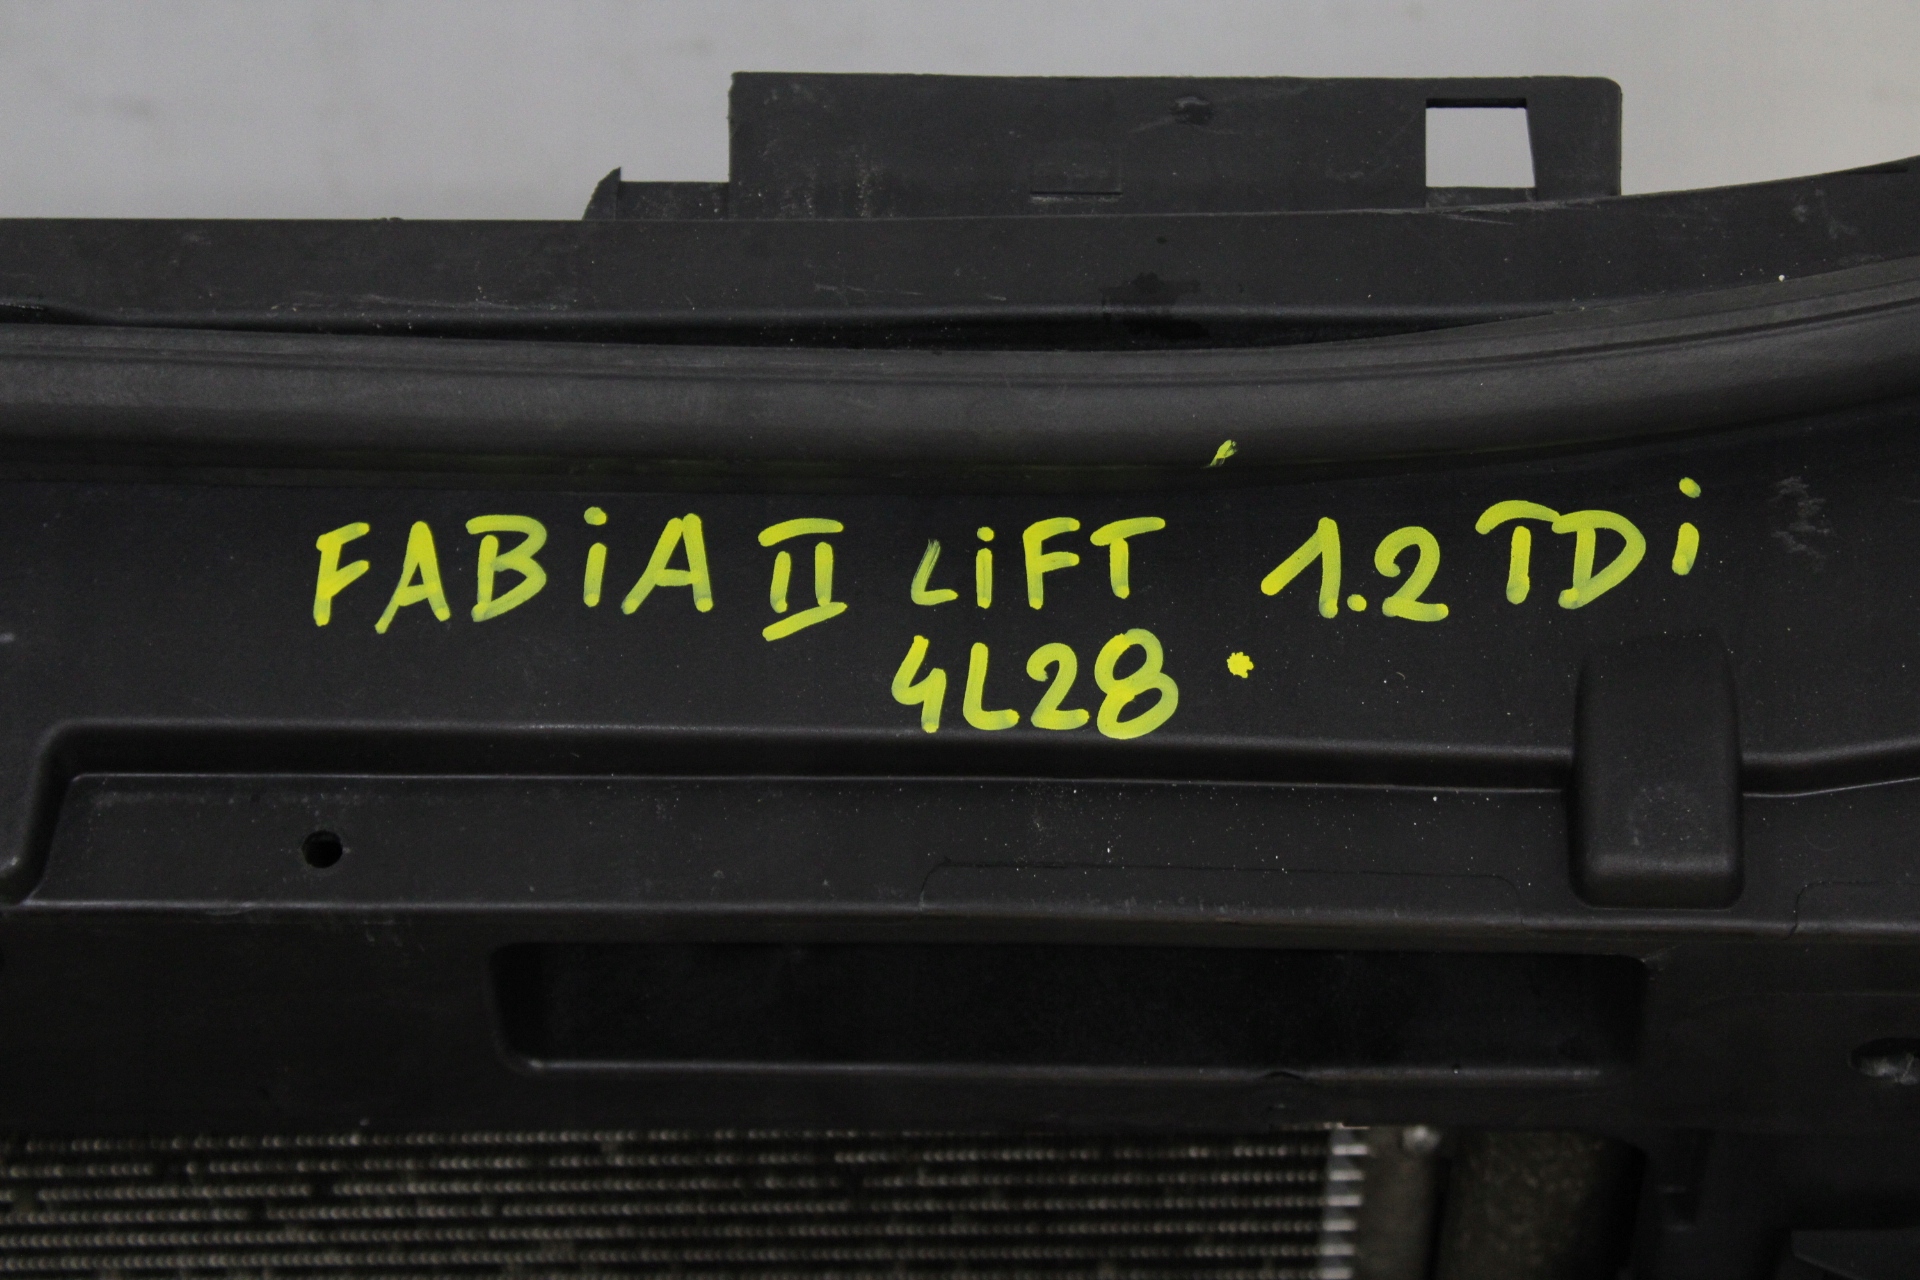 FABiA II LiFT 1.2 TDi
4L28